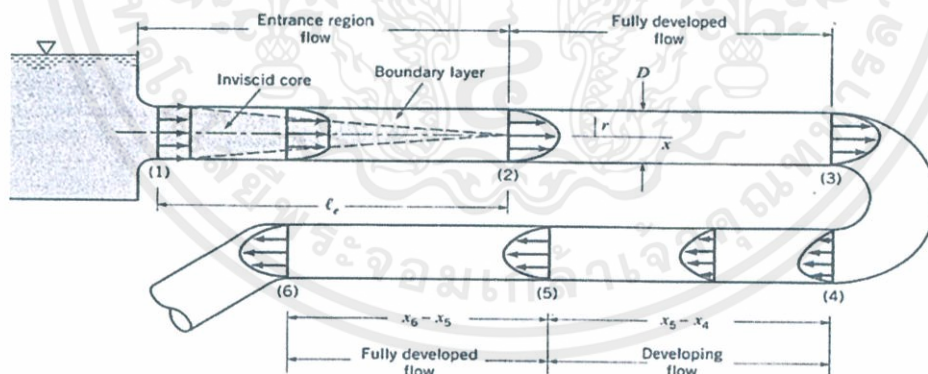 Entrance region
flow
Fully developed
flow
Inviscid core
Boundary layer
D
r
x
(1)
(2)
(3)
ℓₑ
(6)
(5)
(4)
x₆ – x₅
x₅ – x₄
Fully developed
flow
Developing
flow